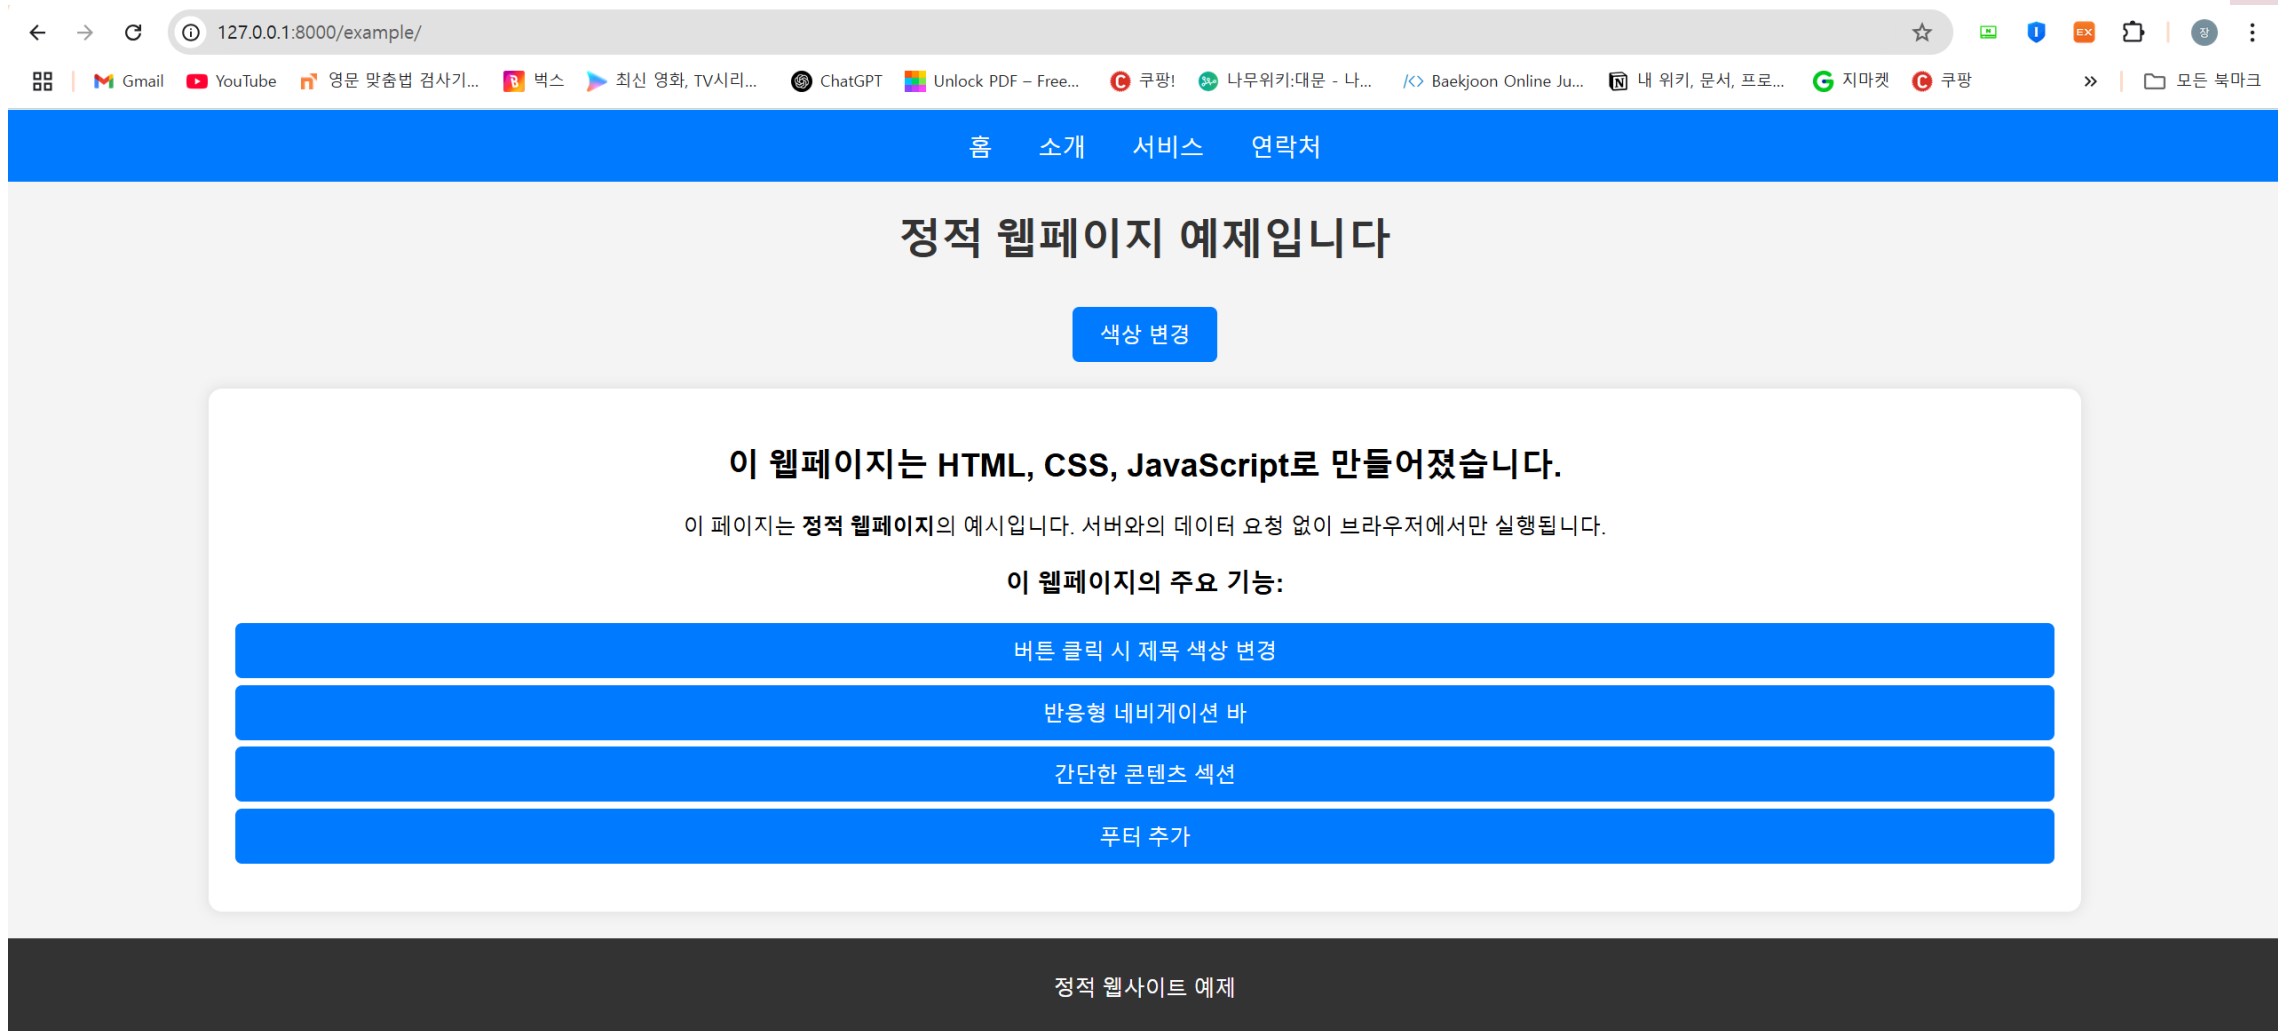 127.0.0.1:8000/example/
EX
장
Gmail YouTube 영문 맞춤법 검사기... 벅스 최신 영화, TV시리... ChatGPT Unlock PDF – Free... 쿠팡! 나무위키:대문 - 나... Baekjoon Online Ju... 내 위키, 문서, 프로... 지마켓 쿠팡 » 모든 북마크
홈 소개 서비스 연락처
정적 웹페이지 예제입니다
색상 변경
이 웹페이지는 HTML, CSS, JavaScript로 만들어졌습니다.
이 페이지는 정적 웹페이지의 예시입니다. 서버와의 데이터 요청 없이 브라우저에서만 실행됩니다.
이 웹페이지의 주요 기능:
버튼 클릭 시 제목 색상 변경
반응형 네비게이션 바
간단한 콘텐츠 섹션
푸터 추가
정적 웹사이트 예제